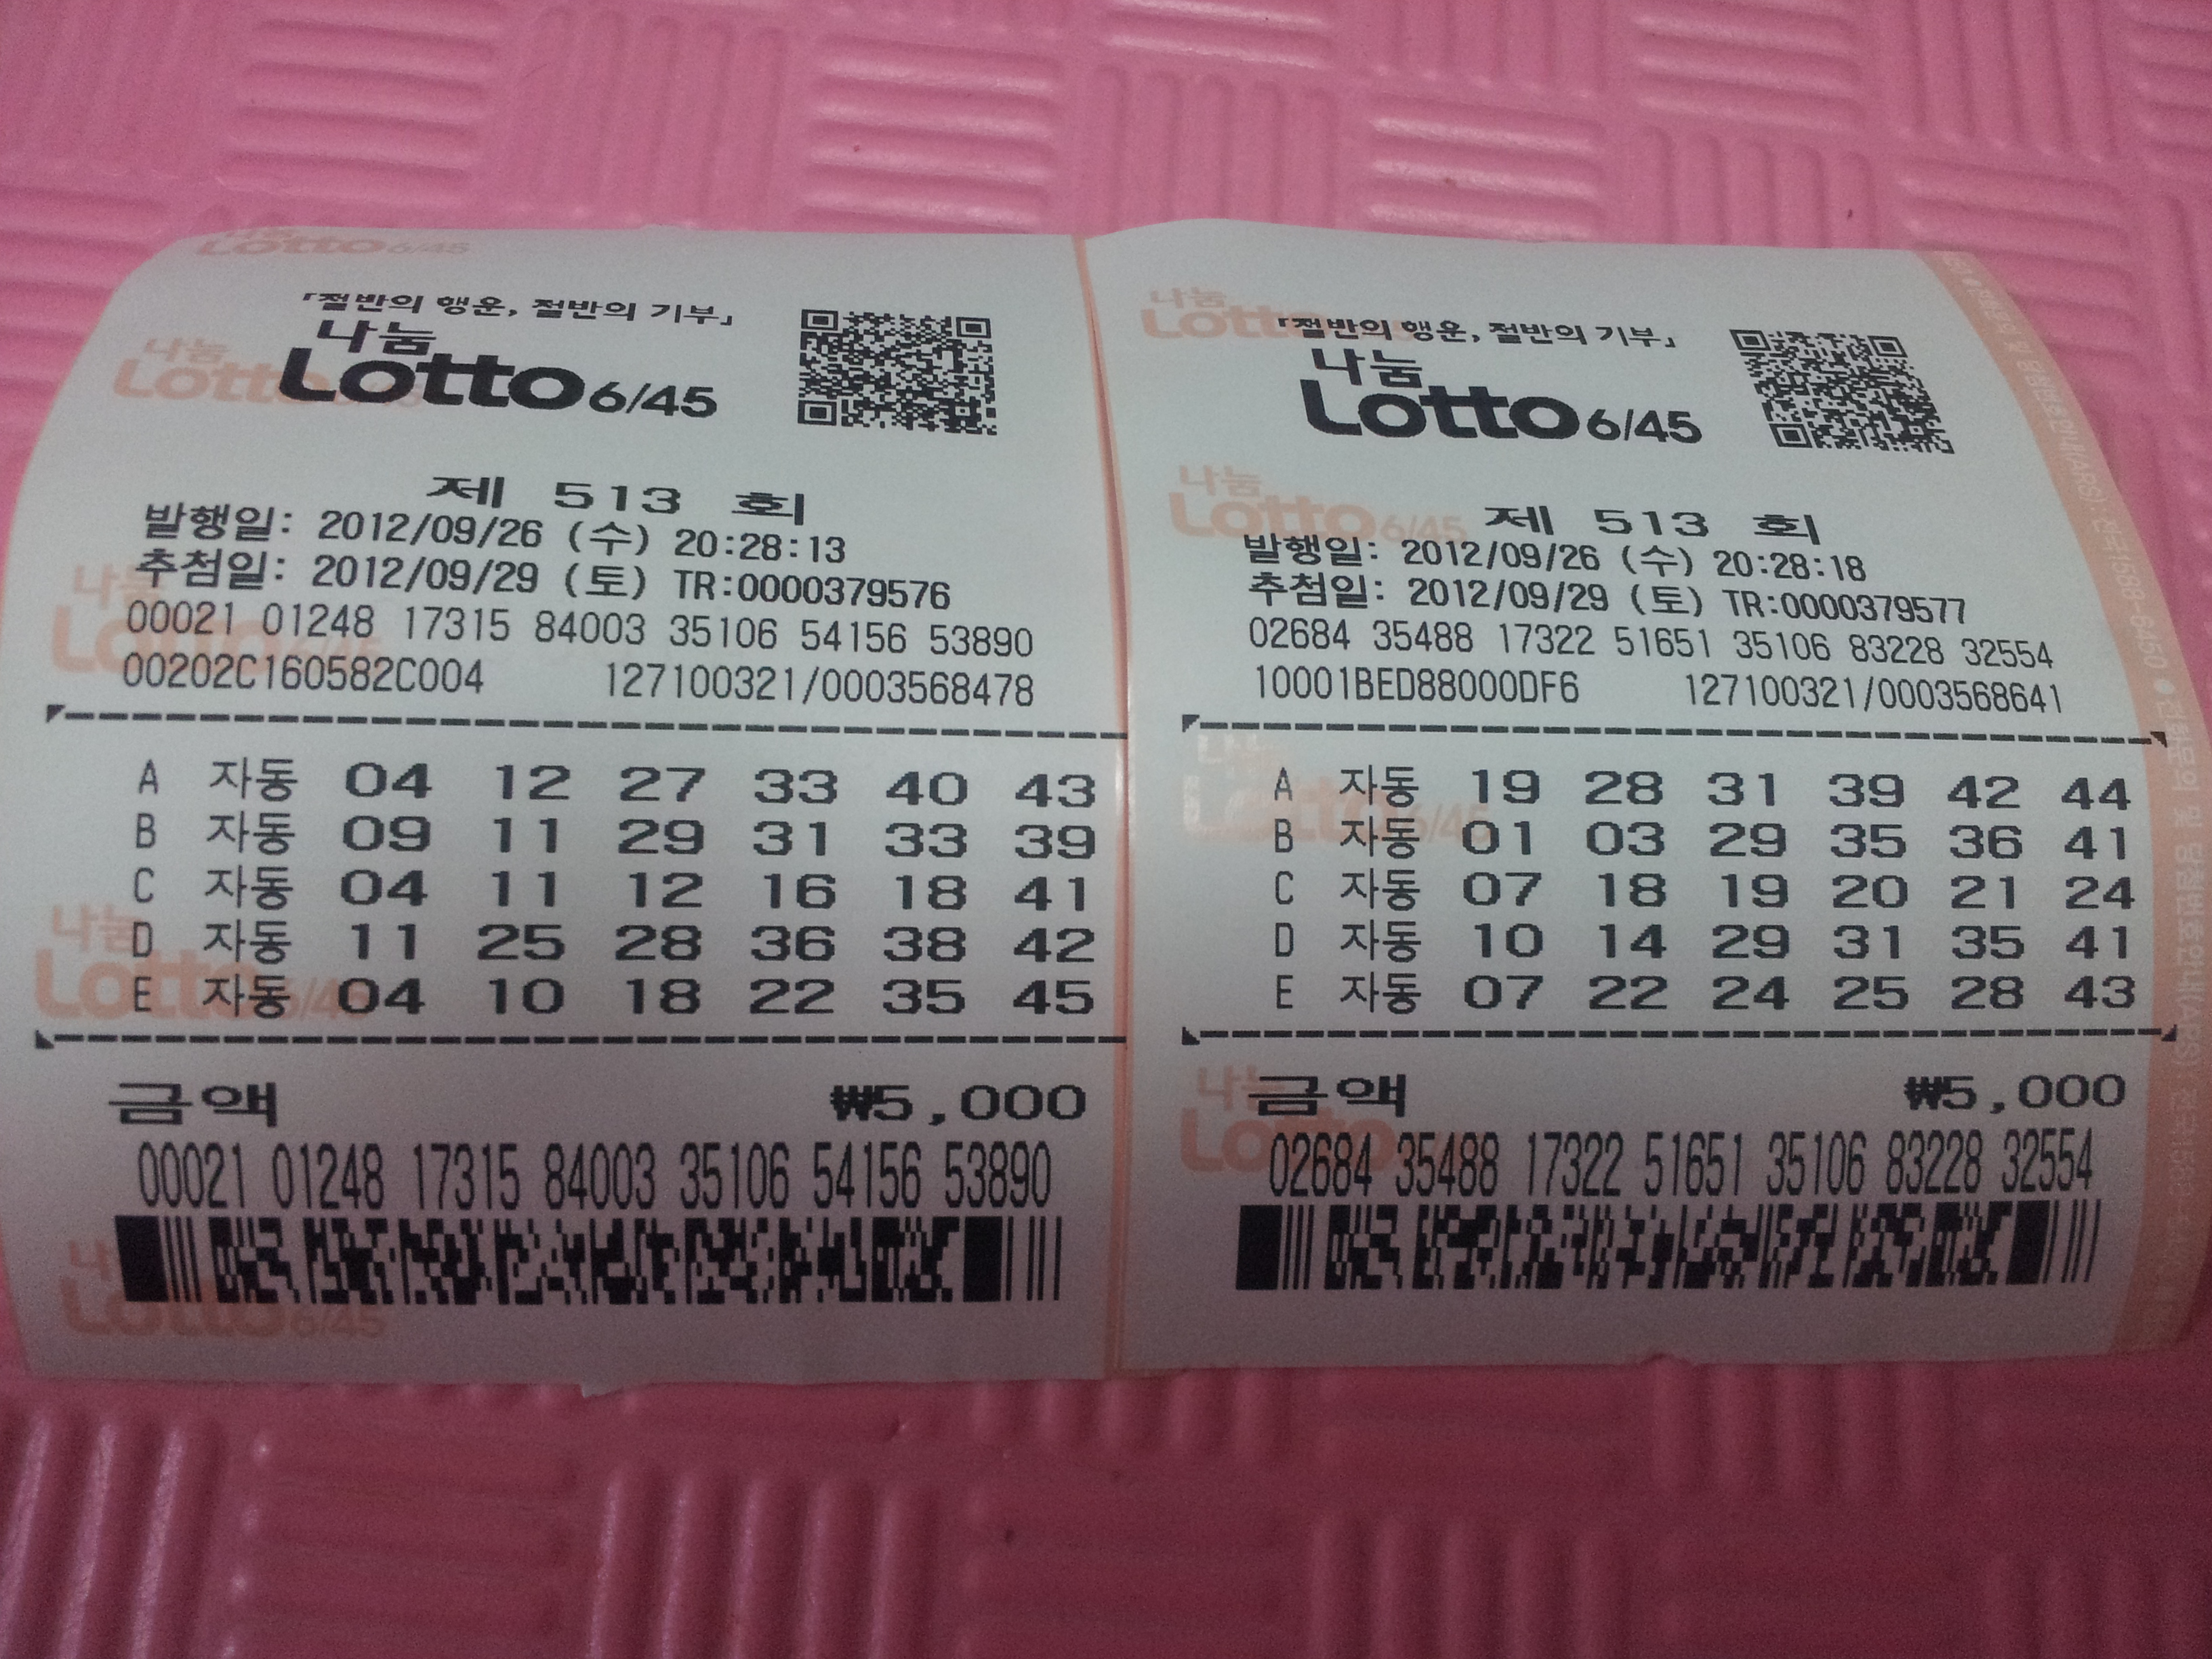 「절반의 행운, 절반의 기부」
나눔
Lotto 6/45
제 513 회
발행일: 2012/09/26 (수) 20:28:13
추첨일: 2012/09/29 (토) TR:0000379576
00021 01248 17315 84003 35106 54156 53890
00202C160582C004 127100321/0003568478
A 자동 04 12 27 33 40 43
B 자동 09 11 29 31 33 39
C 자동 04 11 12 16 18 41
D 자동 11 25 28 36 38 42
E 자동 04 10 18 22 35 45
금액 ₩5,000
00021 01248 17315 84003 35106 54156 53890
「절반의 행운, 절반의 기부」
나눔
Lotto 6/45
제 513 회
발행일: 2012/09/26 (수) 20:28:18
추첨일: 2012/09/29 (토) TR:0000379577
02684 35488 17322 51651 35106 83228 32554
10001BED88000DF6 127100321/0003568641
A 자동 19 28 31 39 42 44
B 자동 01 03 29 35 36 41
C 자동 07 18 19 20 21 24
D 자동 10 14 29 31 35 41
E 자동 07 22 24 25 28 43
금액 ₩5,000
02684 35488 17322 51651 35106 83228 32554